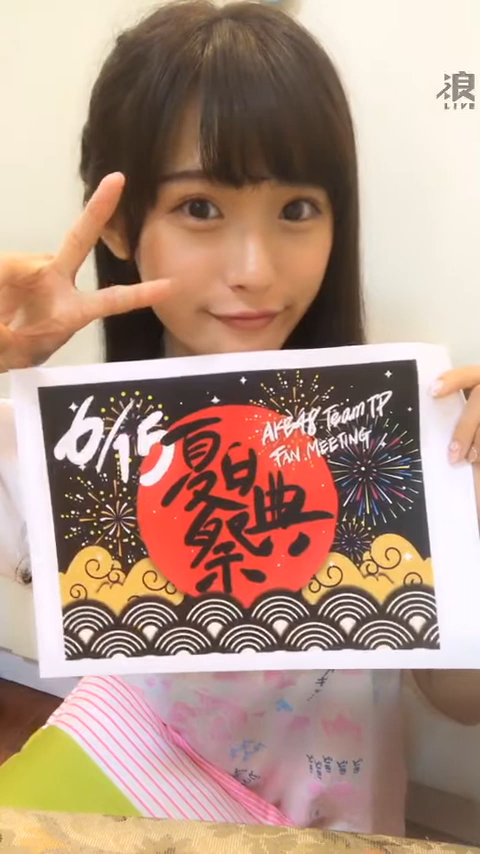 浪
LIVE
6/15
AKB48 Team TP
FAN MEETING
夏日
祭典